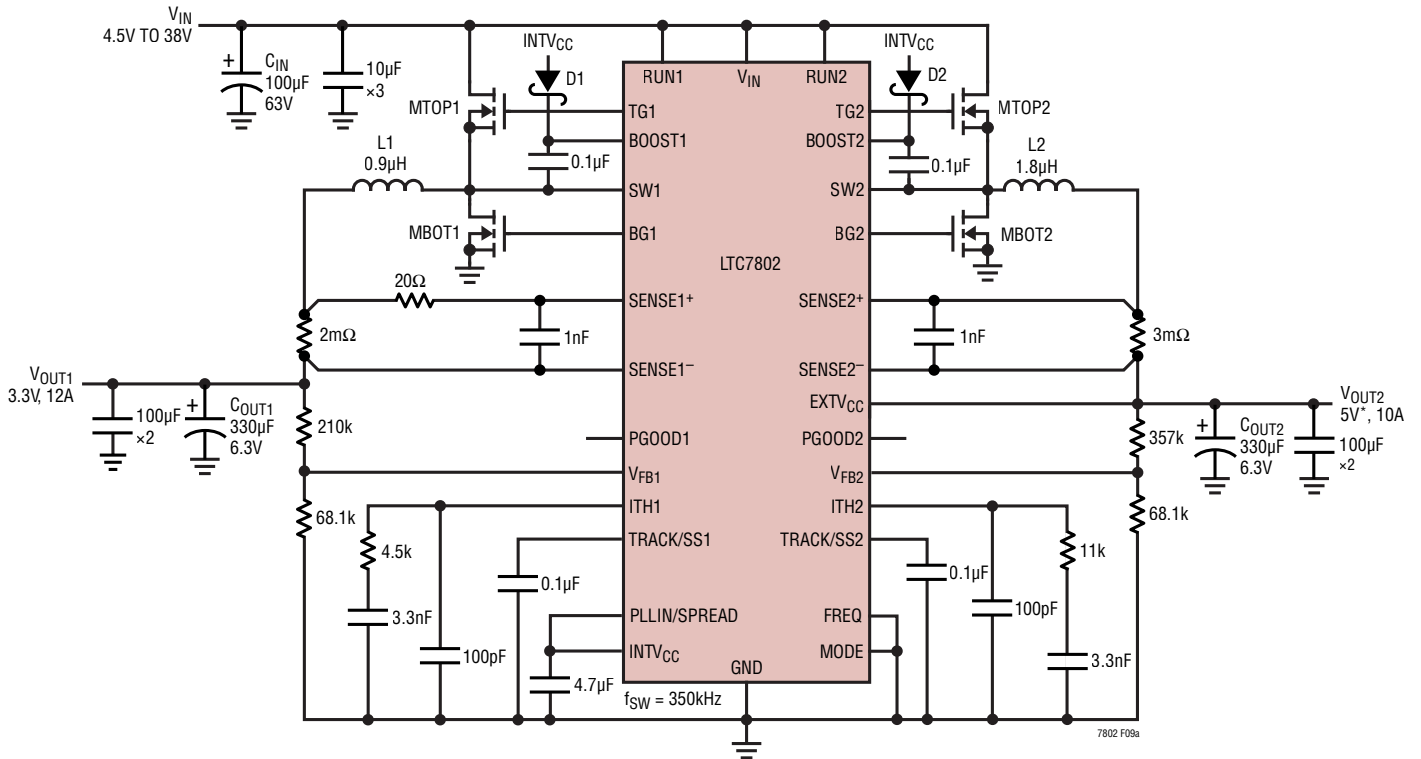 V_IN
4.5V TO 38V
C_IN
+
100µF
63V
10µF
×3
INTV_CC
D1
MTOP1
L1
0.9µH
0.1µF
MBOT1
20Ω
2mΩ
1nF
V_OUT1
3.3V, 12A
100µF
×2
+
C_OUT1
330µF
6.3V
210k
68.1k
4.5k
3.3nF
100pF
0.1µF
4.7µF
RUN1
V_IN
RUN2
TG1
BOOST1
SW1
BG1
LTC7802
SENSE1+
SENSE1–
PGOOD1
V_FB1
ITH1
TRACK/SS1
PLLIN/SPREAD
INTV_CC
GND
f_SW = 350kHz
TG2
BOOST2
SW2
BG2
SENSE2+
SENSE2–
EXTV_CC
PGOOD2
V_FB2
ITH2
TRACK/SS2
FREQ
MODE
INTV_CC
D2
MTOP2
0.1µF
L2
1.8µH
MBOT2
1nF
3mΩ
V_OUT2
5V*, 10A
357k
+
C_OUT2
330µF
6.3V
100µF
×2
68.1k
11k
0.1µF
100pF
3.3nF
7802 F09a